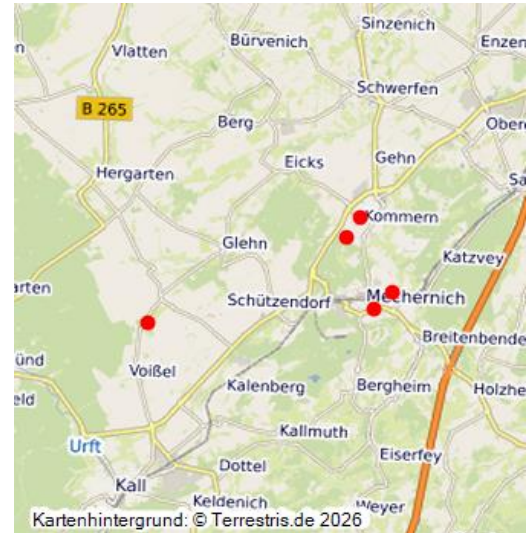 Sinzenich
Enzen
Vlatten
Bürvenich
Schwerfen
B 265
Berg
Ober
Eicks
Gehn
Hergarten
Sa
Kommern
Glehn
Katzvey
arten
Schützendorf
Mechernich
Breitenbende
ünd
Voißel
Kalenberg
Bergheim
Holzhe
eld
Urft
Kallmuth
Eiserfey
Dottel
Kall
Keldenich
Weyer
Kartenhintergrund: © Terrestris.de 2026